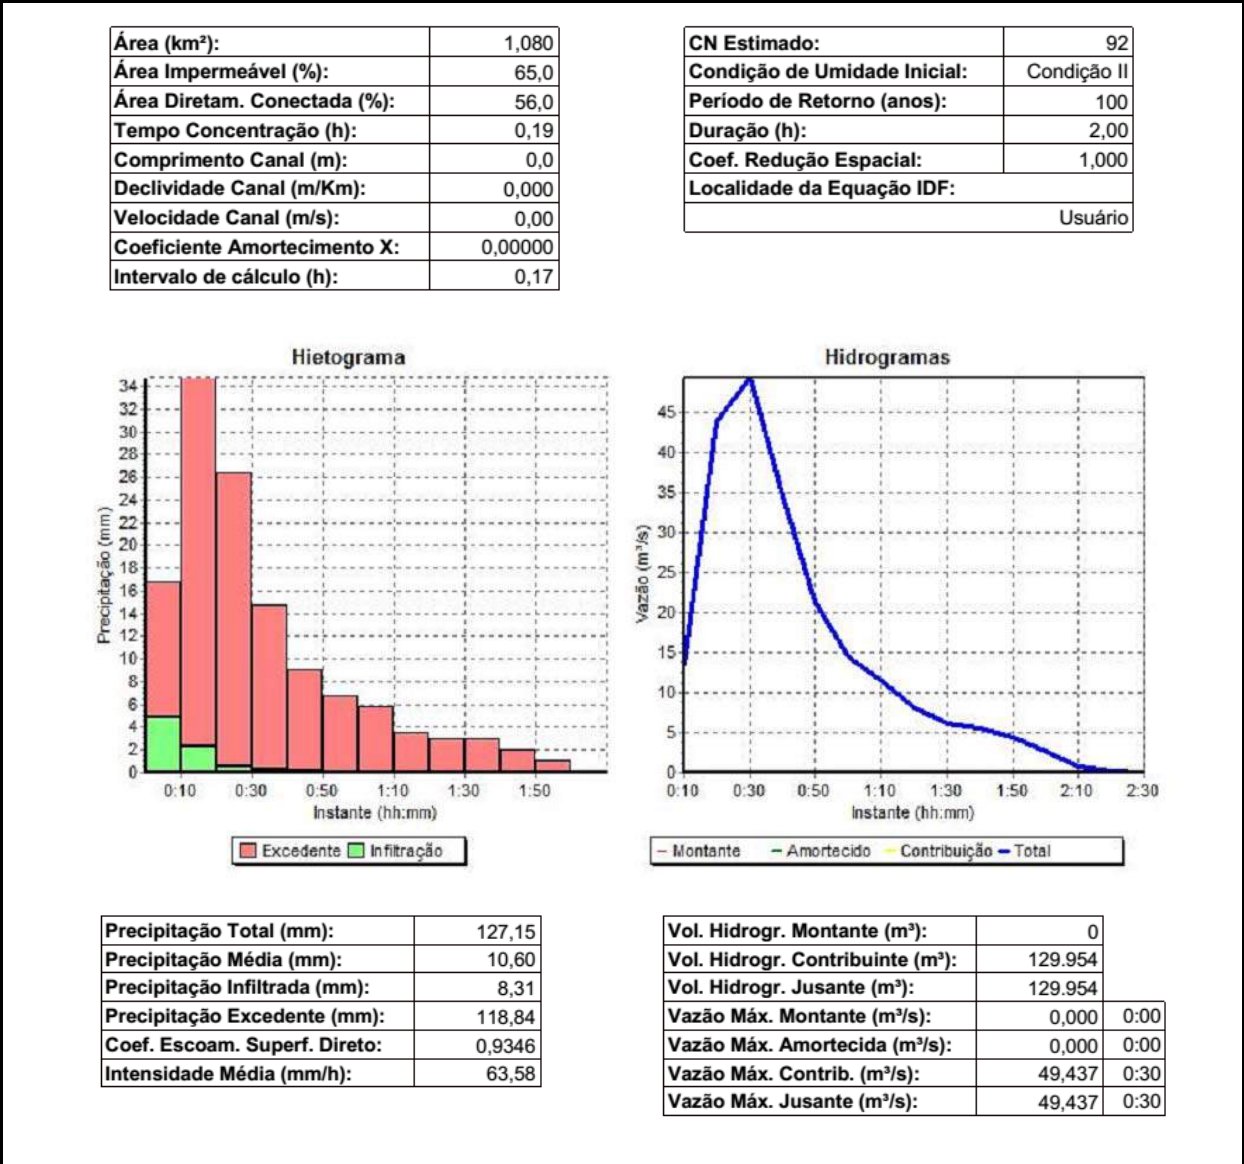 Área (km²): 1,080
Área Impermeável (%): 65,0
Área Diretam. Conectada (%): 56,0
Tempo Concentração (h): 0,19
Comprimento Canal (m): 0,0
Declividade Canal (m/Km): 0,000
Velocidade Canal (m/s): 0,00
Coeficiente Amortecimento X: 0,00000
Intervalo de cálculo (h): 0,17
CN Estimado: 92
Condição de Umidade Inicial: Condição II
Período de Retorno (anos): 100
Duração (h): 2,00
Coef. Redução Espacial: 1,000
Localidade da Equação IDF:
Usuário
Hietograma
Precipitação (mm)
34
32
30
28
26
24
22
20
18
16
14
12
10
8
6
4
2
0
0:10 0:30 0:50 1:10 1:30 1:50
Instante (hh:mm)
Excedente Infiltração
Hidrogramas
Vazão (m³/s)
45
40
35
30
25
20
15
10
5
0
0:10 0:30 0:50 1:10 1:30 1:50 2:10 2:30
Instante (hh:mm)
Montante Amortecido Contribuição Total
Precipitação Total (mm): 127,15
Precipitação Média (mm): 10,60
Precipitação Infiltrada (mm): 8,31
Precipitação Excedente (mm): 118,84
Coef. Escoam. Superf. Direto: 0,9346
Intensidade Média (mm/h): 63,58
Vol. Hidrogr. Montante (m³): 0
Vol. Hidrogr. Contribuinte (m³): 129.954
Vol. Hidrogr. Jusante (m³): 129.954
Vazão Máx. Montante (m³/s): 0,000 0:00
Vazão Máx. Amortecida (m³/s): 0,000 0:00
Vazão Máx. Contrib. (m³/s): 49,437 0:30
Vazão Máx. Jusante (m³/s): 49,437 0:30